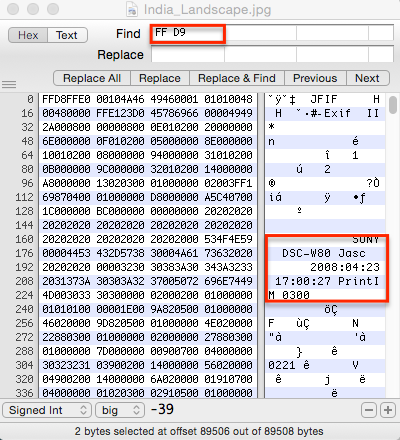 India_Landscape.jpg
Hex Text Find FF D9
Replace
Replace All Replace Replace & Find Previous Next
0 FFD8FFE0 00104A46 49460001 01010048 JFIF H
16 00480000 FFE123D0 45786966 00004949 H #-Exif II
32 2A000800 00000800 0E010200 20000000 *
48 6E000000 0F010200 05000000 8E000000 n é
64 10010200 08000000 94000000 31010200 î 1
80 0B000000 9C000000 32010200 14000000 ú 2
96 A8000000 13020300 01000000 02003FF1 ® ?Ò
112 69870400 01000000 D8000000 A5C40700 iá ÿ •ƒ
128 1C000000 BC000000 00000000 20202020 º
144 20202020 20202020 20202020 20202020
160 20202020 20202020 20000000 534F4E59 SONY
176 00004453 432D5738 30004A61 73632020 DSC-W80 Jasc
192 20202020 00003230 30383A30 343A3233 2008:04:23
208 2031373A 30303A32 37005072 696E7449 17:00:27 PrintI
224 4D003033 30300000 02000200 01000000 M 0300
240 01010100 00001E00 9A820500 01000000 öÇ
256 46020000 9D820500 01000000 4E020000 F ùÇ N
272 22880300 01000000 02000000 27880300 "à 'à
288 01000000 7D000000 00900700 04000000 } ê
304 30323231 03900200 14000000 56020000 0221 ê V
320 04900200 14000000 6A020000 01910700 ê j ë
336 04000000 01020300 02910500 01000000 ë
Signed Int big -39
2 bytes selected at offset 89506 out of 89508 bytes